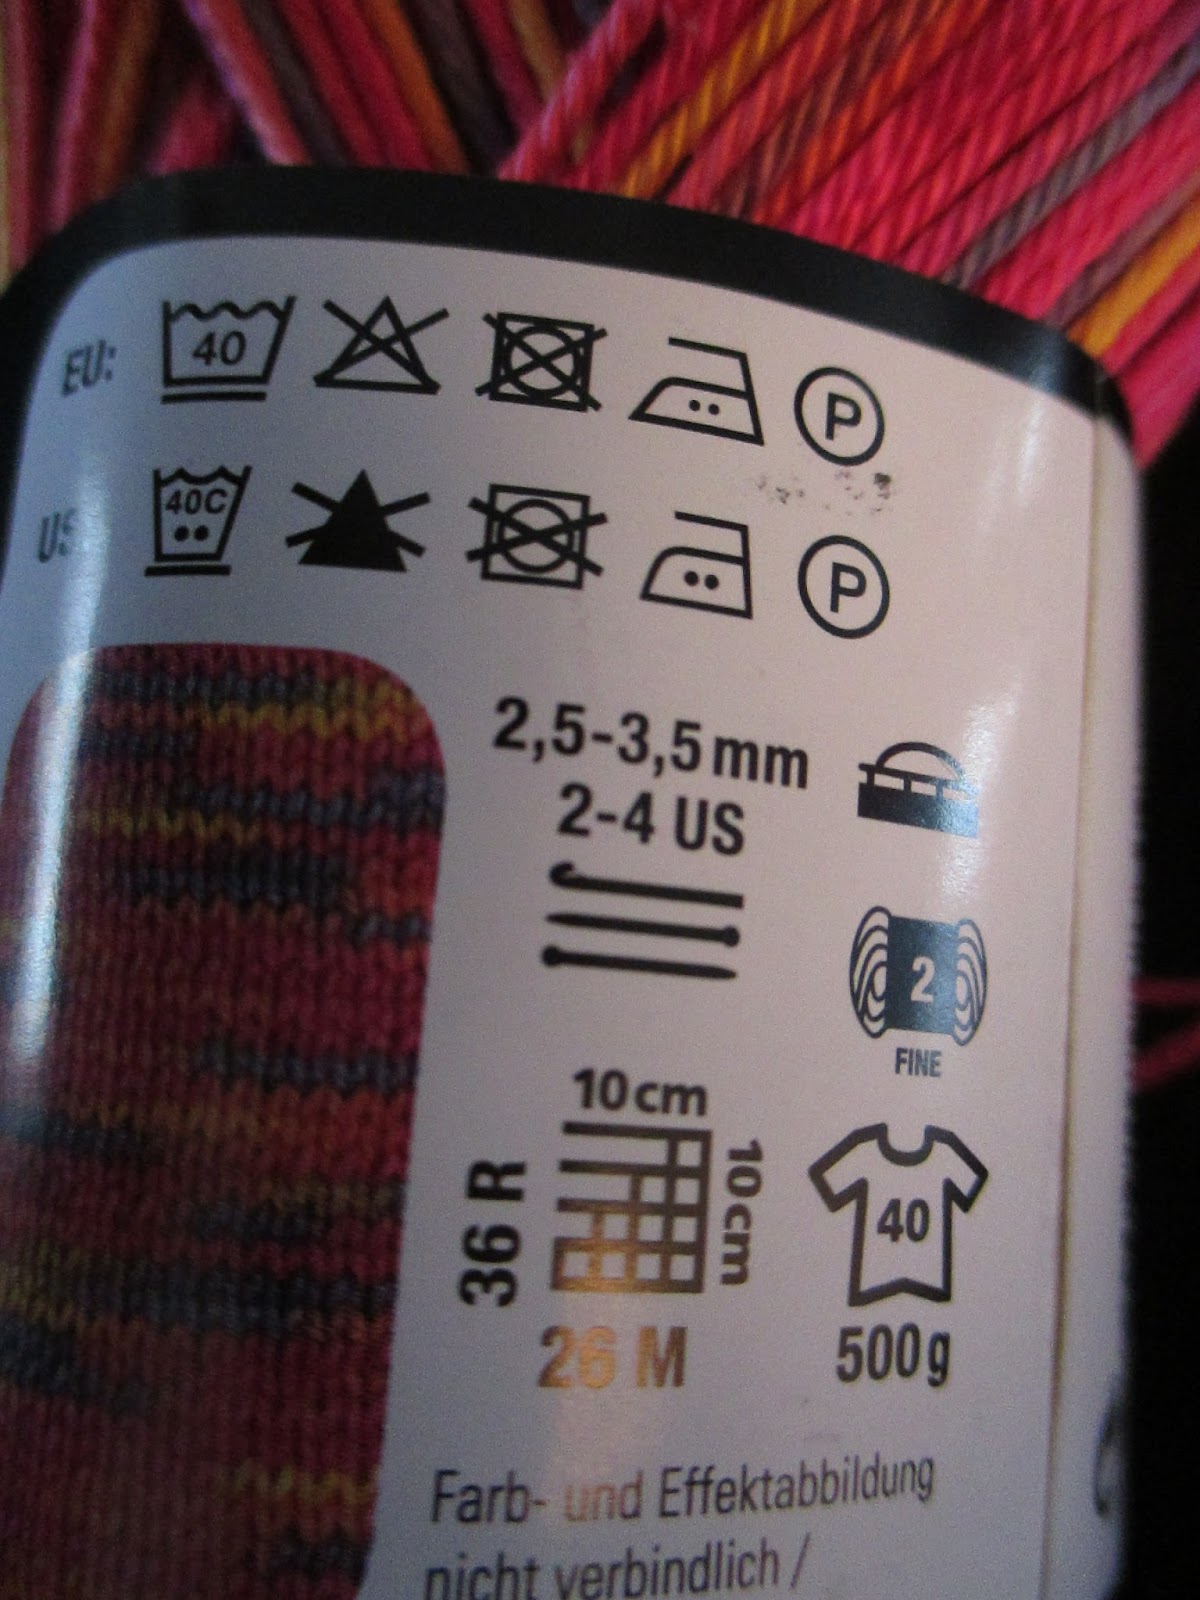 EU: 40 P
US 40C P
2,5-3,5 mm
2-4 US
2
FINE
10 cm
10 cm
36 R
26 M
40
500 g
Farb- und Effektabbildung
nicht verbindlich /